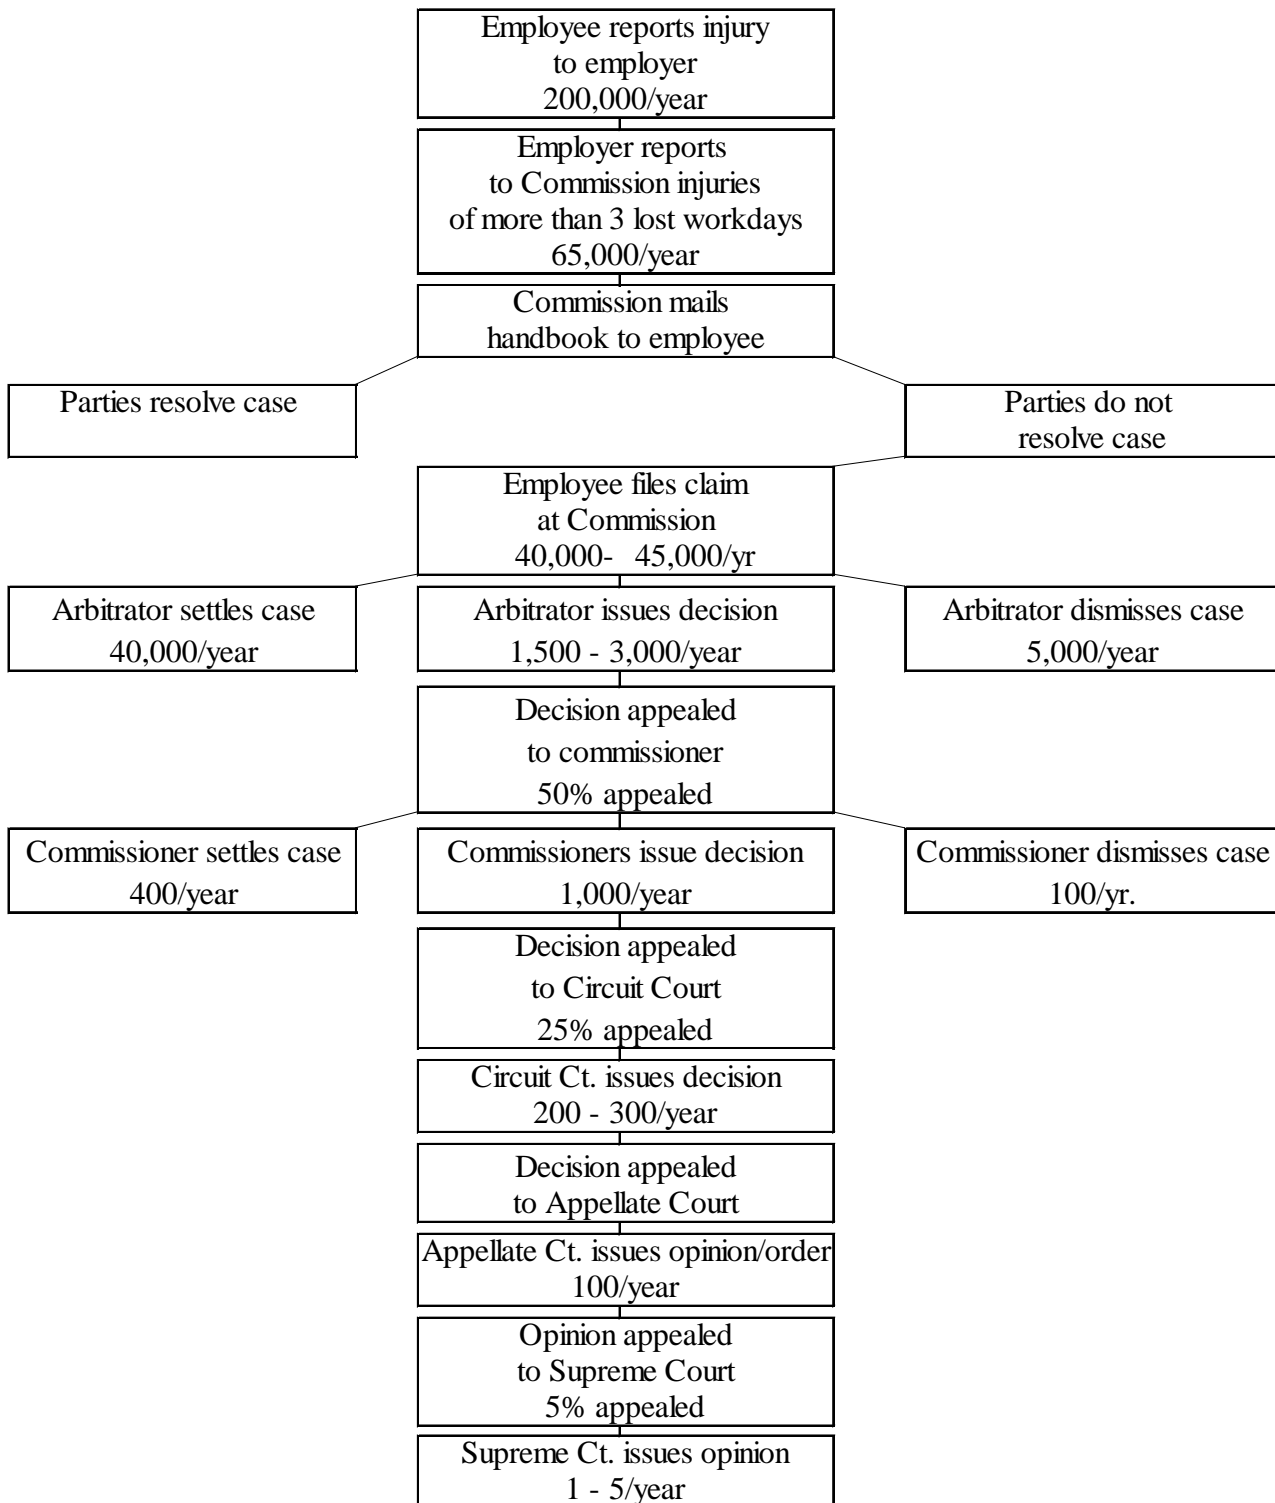 Employee reports injury
to employer
200,000/year
Employer reports
to Commission injuries
of more than 3 lost workdays
65,000/year
Commission mails
handbook to employee
Parties resolve case
Parties do not
resolve case
Employee files claim
at Commission
40,000- 45,000/yr
Arbitrator settles case
40,000/year
Arbitrator issues decision
1,500 - 3,000/year
Arbitrator dismisses case
5,000/year
Decision appealed
to commissioner
50% appealed
Commissioner settles case
400/year
Commissioners issue decision
1,000/year
Commissioner dismisses case
100/yr.
Decision appealed
to Circuit Court
25% appealed
Circuit Ct. issues decision
200 - 300/year
Decision appealed
to Appellate Court
Appellate Ct. issues opinion/order
100/year
Opinion appealed
to Supreme Court
5% appealed
Supreme Ct. issues opinion
1 - 5/year